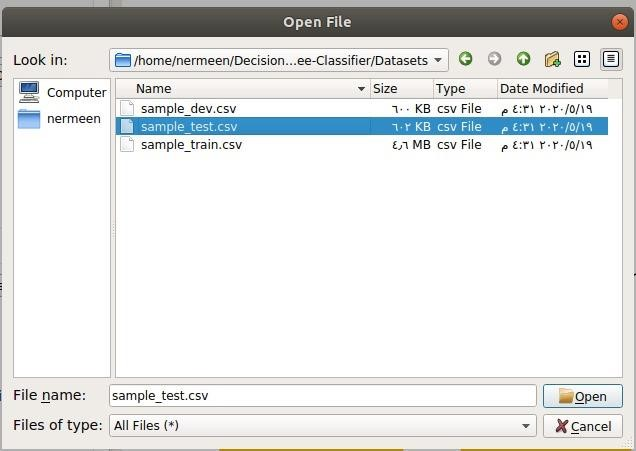 Open File
Look in: /home/nermeen/Decision...ee-Classifier/Datasets
Computer
nermeen
Name Size Type Date Modified
sample_dev.csv ٦٠٠ KB csv File ٢٠٢٠/٥/١٩ ٤:٣١ م
sample_test.csv ٦٠٢ KB csv File ٢٠٢٠/٥/١٩ ٤:٣١ م
sample_train.csv ٤٫٦ MB csv File ٢٠٢٠/٥/١٩ ٤:٣١ م
File name: sample_test.csv Open
Files of type: All Files (*) Cancel